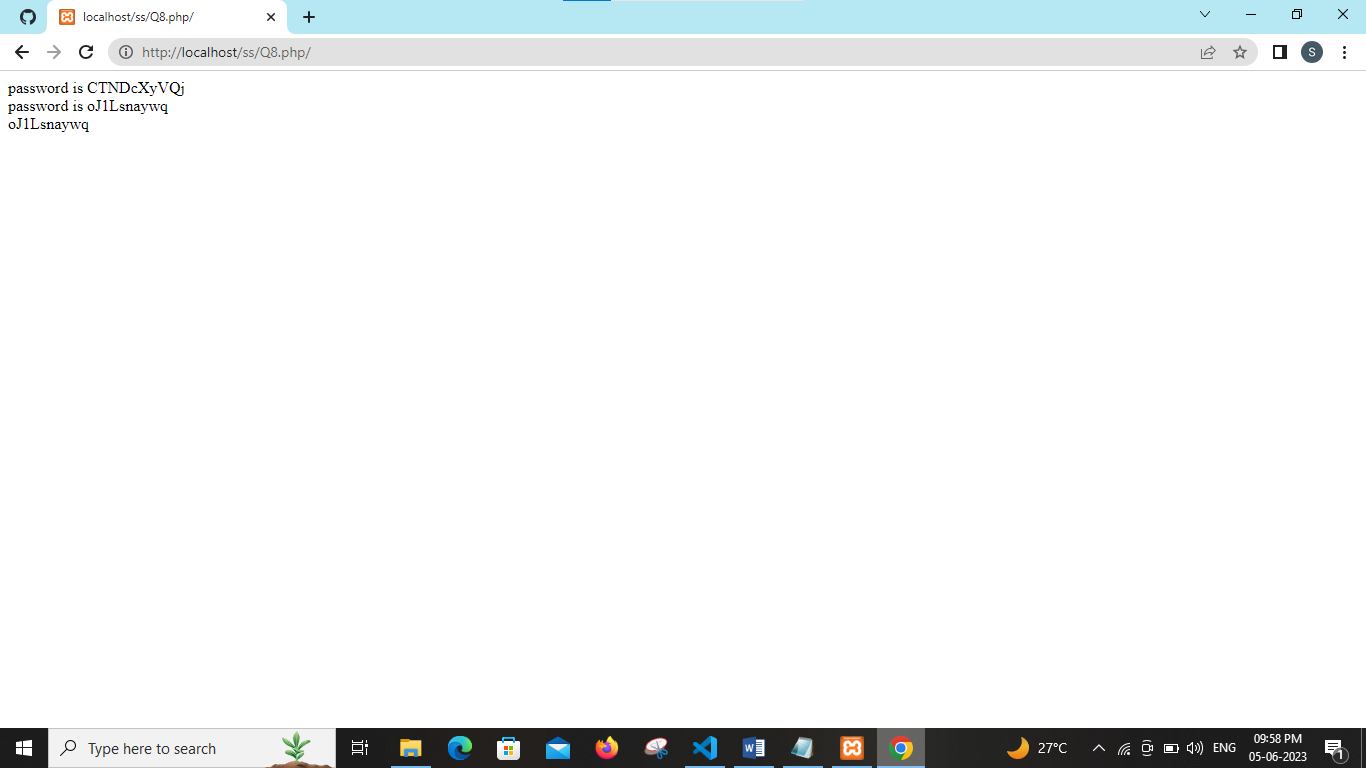 localhost/ss/Q8.php/
http://localhost/ss/Q8.php/
S
password is CTNDcXyVQj
password is oJ1Lsnaywq
oJ1Lsnaywq
Type here to search
27°C
ENG
09:58 PM
05-06-2023
1